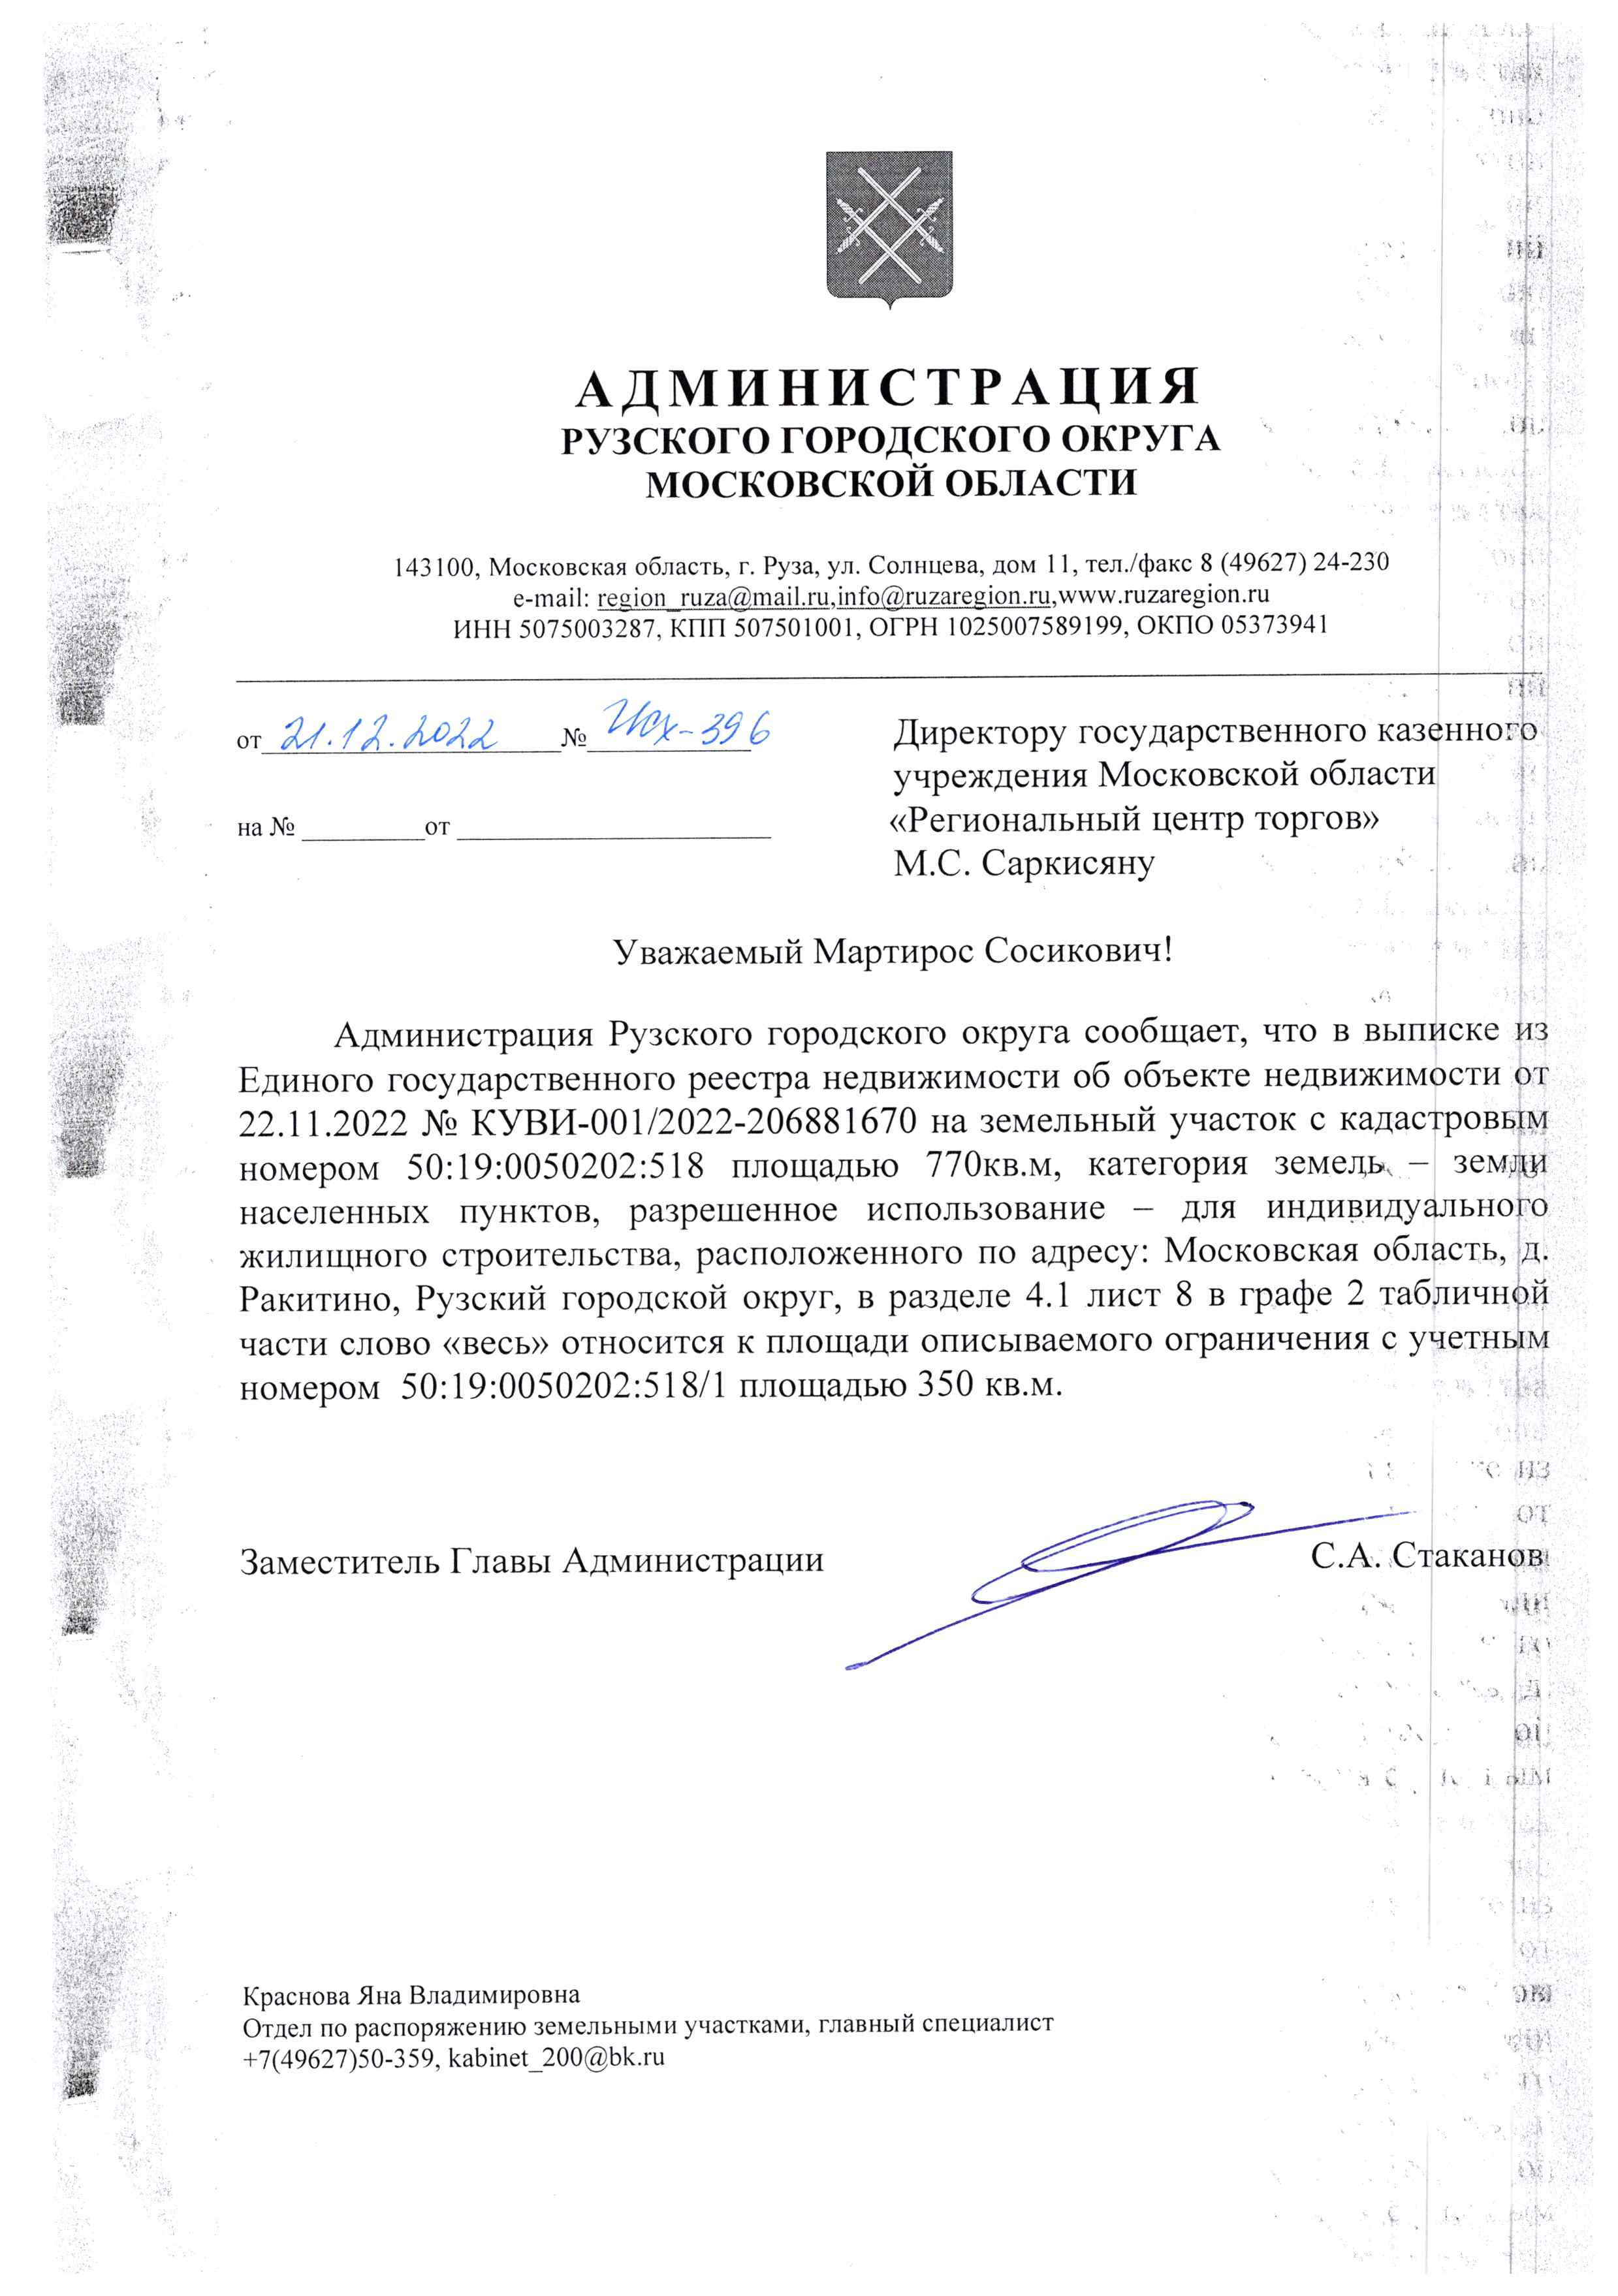 АДМИНИСТРАЦИЯ
РУЗСКОГО ГОРОДСКОГО ОКРУГА
МОСКОВСКОЙ ОБЛАСТИ
143100, Московская область, г. Руза, ул. Солнцева, дом 11, тел./факс 8 (49627) 24-230
e-mail: region_ruza@mail.ru,info@ruzaregion.ru,www.ruzaregion.ru
ИНН 5075003287, КПП 507501001, ОГРН 1025007589199, ОКПО 05373941
от 21.12.2022 № Исх-396
на № __________от __________
Директору государственного казенного
учреждения Московской области
«Региональный центр торгов»
М.С. Саркисяну
Уважаемый Мартирос Сосикович!
Администрация Рузского городского округа сообщает, что в выписке из
Единого государственного реестра недвижимости об объекте недвижимости от
22.11.2022 № КУВИ-001/2022-206881670 на земельный участок с кадастровым
номером 50:19:0050202:518 площадью 770кв.м, категория земель – земли
населенных пунктов, разрешенное использование – для индивидуального
жилищного строительства, расположенного по адресу: Московская область, д.
Ракитино, Рузский городской округ, в разделе 4.1 лист 8 в графе 2 табличной
части слово «весь» относится к площади описываемого ограничения с учетным
номером 50:19:0050202:518/1 площадью 350 кв.м.
Заместитель Главы Администрации С.А. Стаканов
Краснова Яна Владимировна
Отдел по распоряжению земельными участками, главный специалист
+7(49627)50-359, kabinet_200@bk.ru